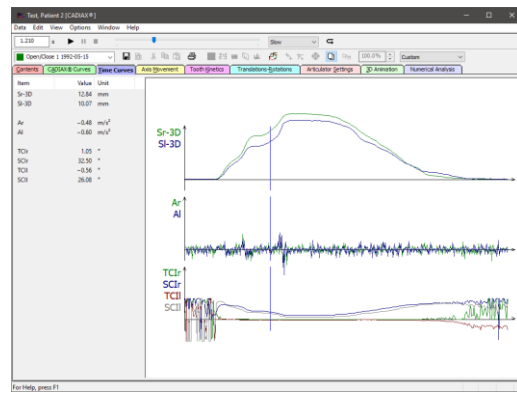 Test, Patient 2 [CADIAX®]
Data Edit View Options Window Help
1.210 s Slow
Open/Close 1 1992-05-15 100.0% Custom
Contents CADIAX® Curves Time Curves Axis Movement Tooth Kinetics Translations-Rotations Articulator Settings 3D Animation Numerical Analysis
Item Value Unit
Sr-3D 12.84 mm
Sl-3D 10.07 mm
Ar -0.48 m/s²
Al -0.60 m/s²
TCIr 1.05 °
SCIr 32.50 °
TCIl -0.56 °
SCIl 26.08 °
Sr-3D
Sl-3D
Ar
Al
TCIr
SCIr
TCIl
SCIl
For Help, press F1